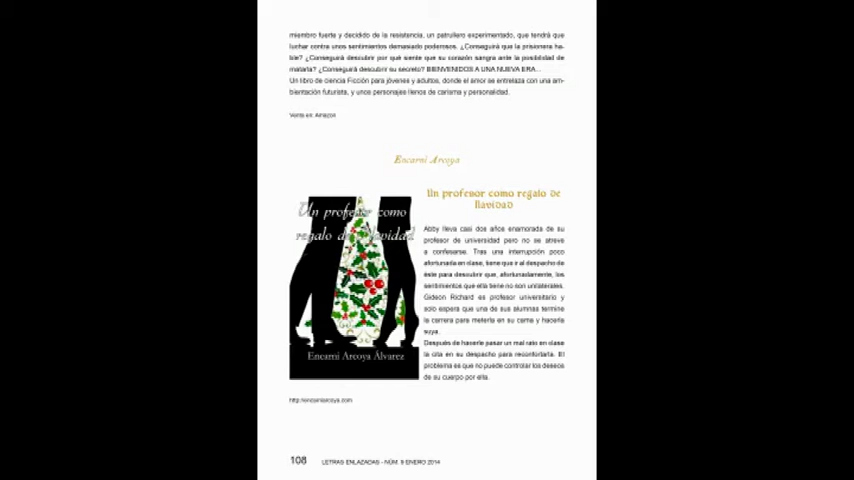 miembro fuerte y decidido de la resistencia, un patrullero experimentado, que tendrá que
luchar contra unos sentimientos demasiado poderosos. ¿Conseguirá que la prisionera ha-
ble? ¿Conseguirá descubrir por qué siente que su corazón sangra ante la posibilidad de
matarla? ¿Conseguirá descubrir su secreto? BIENVENIDOS A UNA NUEVA ERA...
Un libro de ciencia Ficción para jóvenes y adultos, donde el amor se entrelaza con una am-
bientación futurista, y unos personajes llenos de carisma y personalidad.
Venta en: Amazon
Encarni Arcoya
Un profesor como regalo de
Navidad
Un profesor como
regalo de Navidad
Encarni Arcoya Álvarez
Abby lleva casi dos años enamorada de su
profesor de universidad pero no se atreve
a confesarse. Tras una interrupción poco
afortunada en clase, tiene que ir al despacho de
éste para descubrir que, afortunadamente, los
sentimientos que ella tiene no son unilaterales.
Gideon Richard es profesor universitario y
solo espera que una de sus alumnas termine
la carrera para meterla en su cama y hacerla
suya.
Después de hacerle pasar un mal rato en clase
la cita en su despacho para reconfortarla. El
problema es que no puede controlar los deseos
de su cuerpo por ella.
http://encarniarcoya.com
108 LETRAS ENLAZADAS - NÚM. 9 ENERO 2014